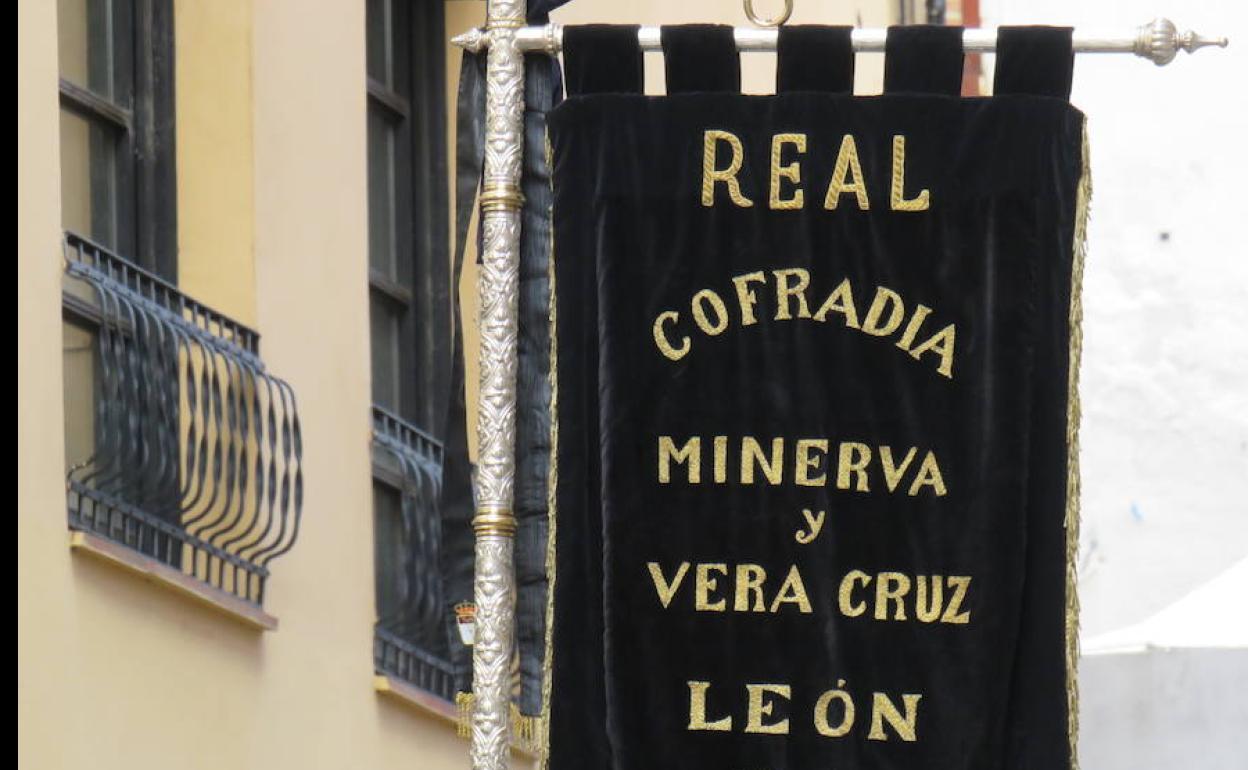 REAL
COFRADIA
MINERVA
y
VERA CRUZ
LEÓN